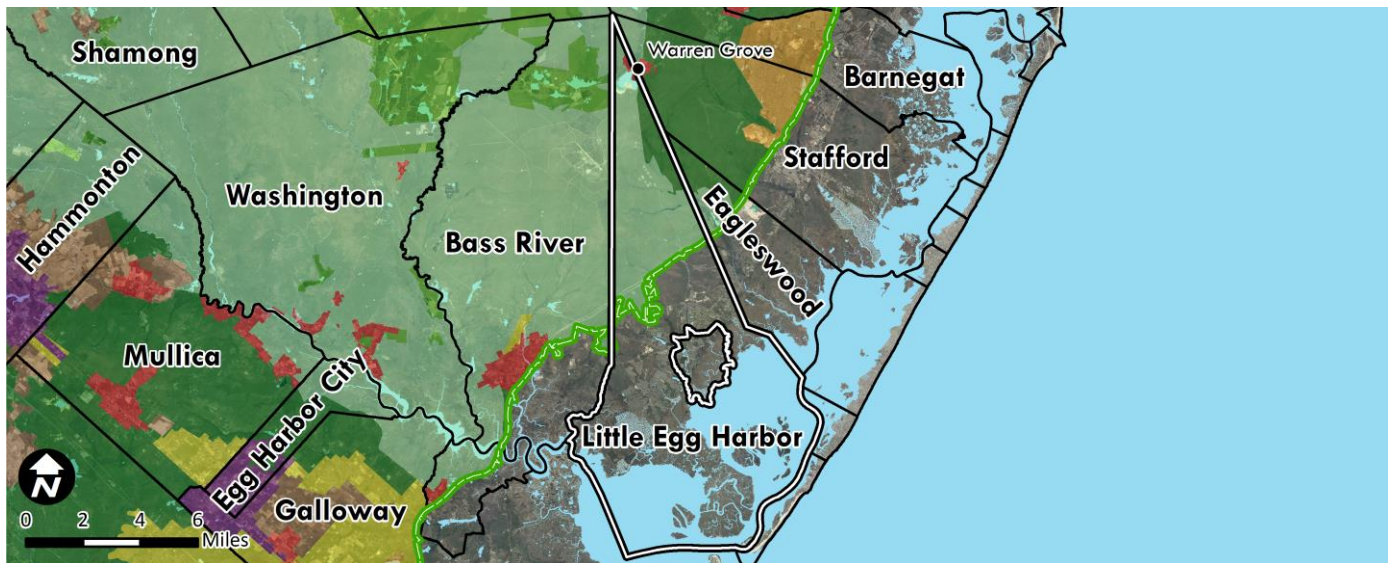 Shamong
Warren Grove
Barnegat
Hammonton
Washington
Stafford
Bass River
Eagleswood
Mullica
Egg Harbor City
Little Egg Harbor
Galloway
N
0 2 4 6
Miles